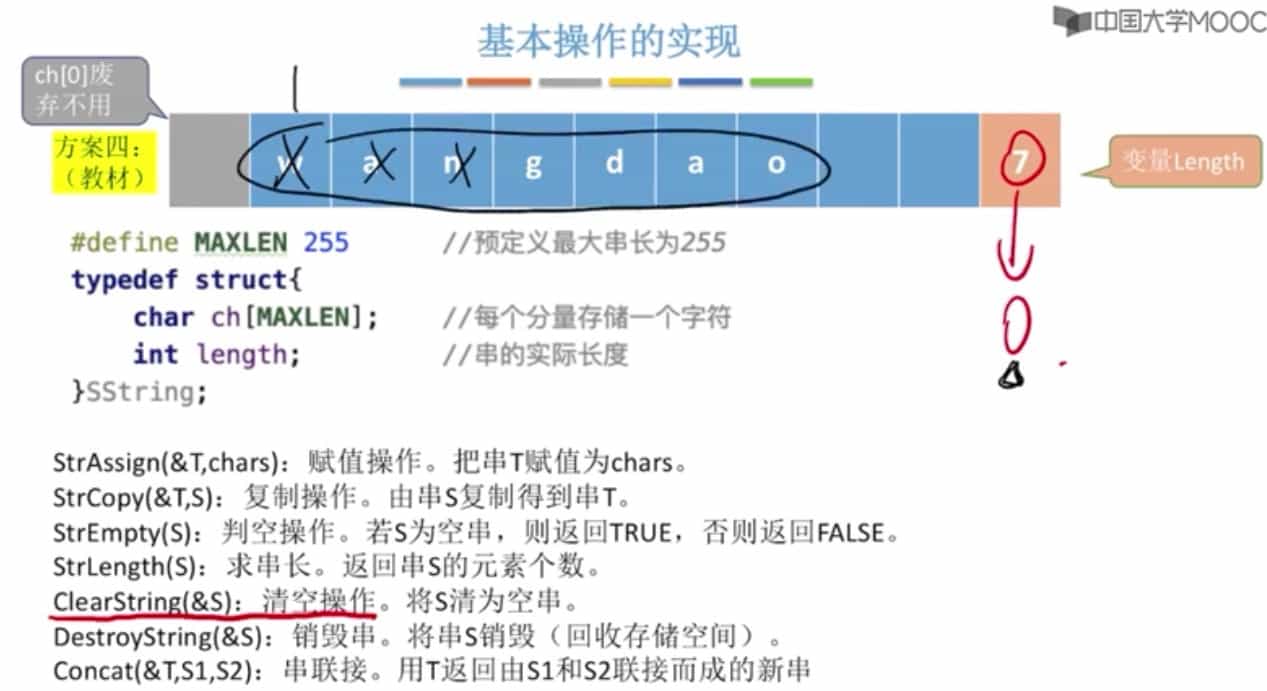 中国大学MOOC
基本操作的实现
ch[0]废
弃不用
方案四：
（教材）
w a n g d a o 7
变量Length
#define MAXLEN 255 //预定义最大串长为255
typedef struct{
char ch[MAXLEN]; //每个分量存储一个字符
int length; //串的实际长度
}SString;
0
StrAssign(&T,chars)：赋值操作。把串T赋值为chars。
StrCopy(&T,S)：复制操作。由串S复制得到串T。
StrEmpty(S)：判空操作。若S为空串，则返回TRUE，否则返回FALSE。
StrLength(S)：求串长。返回串S的元素个数。
ClearString(&S)：清空操作。将S清为空串。
DestroyString(&S)：销毁串。将串S销毁（回收存储空间）。
Concat(&T,S1,S2)：串联接。用T返回由S1和S2联接而成的新串